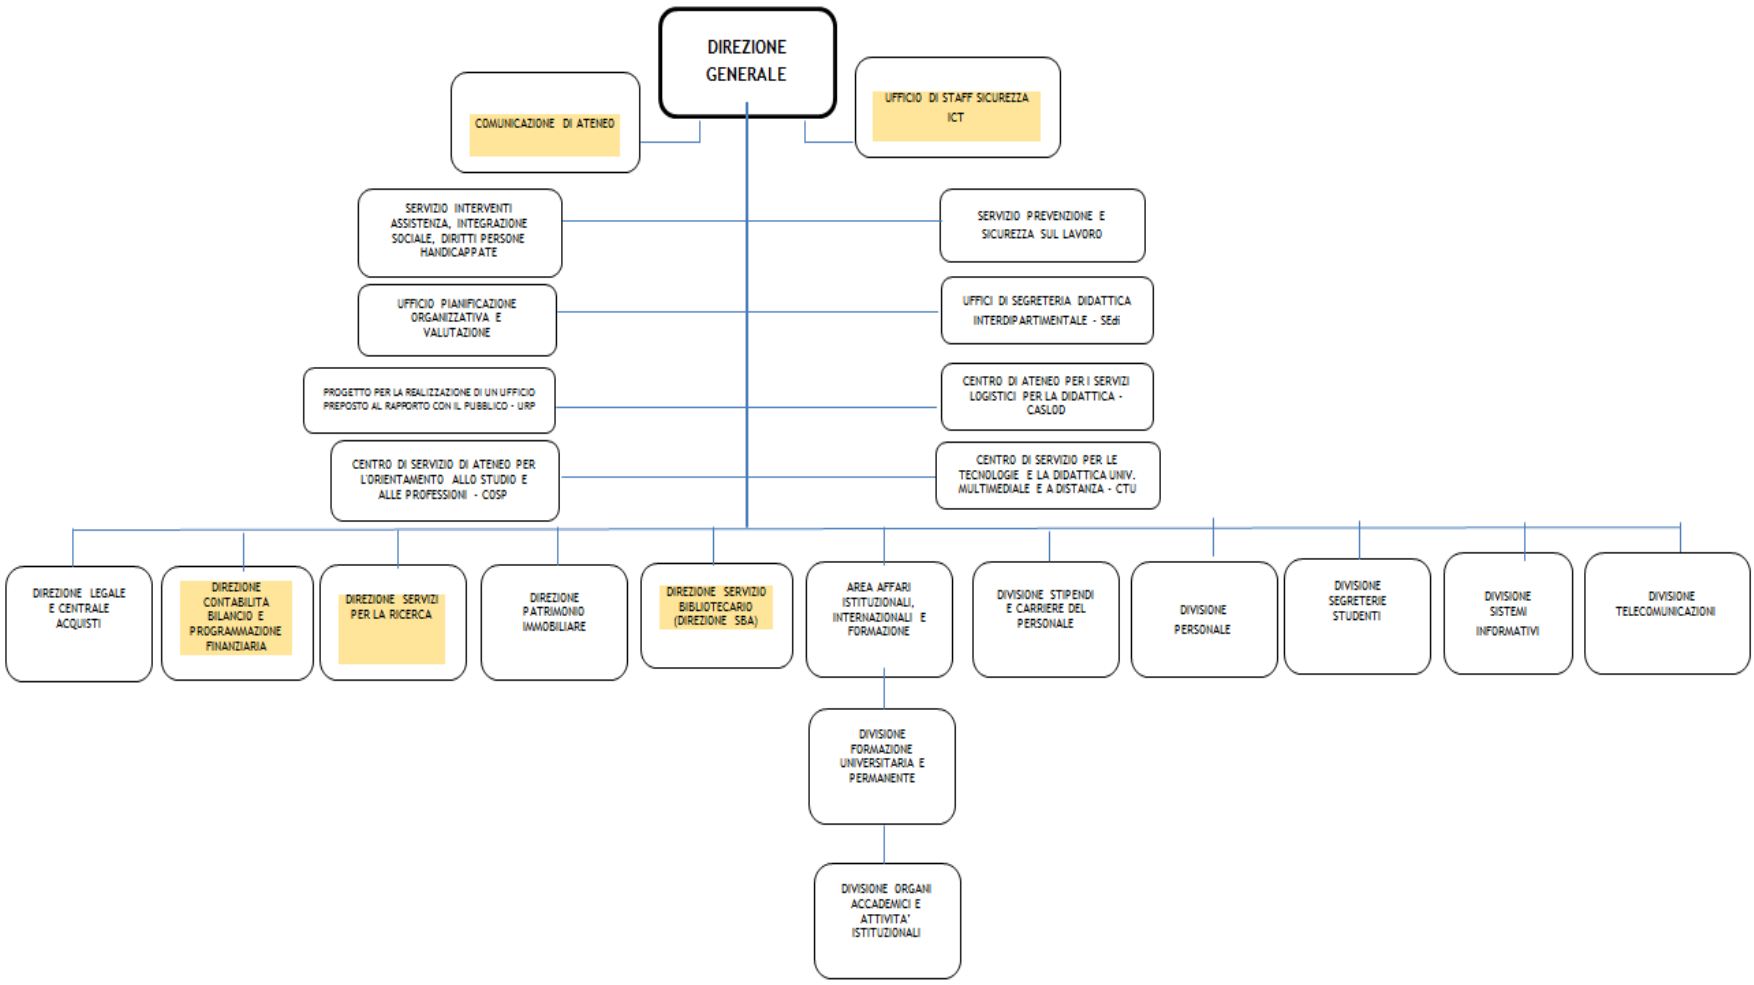 DIREZIONE
GENERALE
COMUNICAZIONE DI ATENEO
UFFICIO DI STAFF SICUREZZA
ICT
SERVIZIO INTERVENTI
ASSISTENZA, INTEGRAZIONE
SOCIALE, DIRITTI PERSONE
HANDICAPPATE
SERVIZIO PREVENZIONE E
SICUREZZA SUL LAVORO
UFFICIO PIANIFICAZIONE
ORGANIZZATIVA E
VALUTAZIONE
UFFICI DI SEGRETERIA DIDATTICA
INTERDIPARTIMENTALE - SEdi
PROGETTO PER LA REALIZZAZIONE DI UN UFFICIO
PREPOSTO AL RAPPORTO CON IL PUBBLICO - URP
CENTRO DI ATENEO PER I SERVIZI
LOGISTICI PER LA DIDATTICA -
CASLOD
CENTRO DI SERVIZIO DI ATENEO PER
L'ORIENTAMENTO ALLO STUDIO E
ALLE PROFESSIONI - COSP
CENTRO DI SERVIZIO PER LE
TECNOLOGIE E LA DIDATTICA UNIV.
MULTIMEDIALE E A DISTANZA - CTU
DIREZIONE LEGALE
E CENTRALE
ACQUISTI
DIREZIONE
CONTABILITA
BILANCIO E
PROGRAMMAZIONE
FINANZIARIA
DIREZIONE SERVIZI
PER LA RICERCA
DIREZIONE
PATRIMONIO
IMMOBILIARE
DIREZIONE SERVIZIO
BIBLIOTECARIO
(DIREZIONE SBA)
AREA AFFARI
ISTITUZIONALI,
INTERNAZIONALI E
FORMAZIONE
DIVISIONE STIPENDI
E CARRIERE DEL
PERSONALE
DIVISIONE
PERSONALE
DIVISIONE
SEGRETERIE
STUDENTI
DIVISIONE
SISTEMI
INFORMATIVI
DIVISIONE
TELECOMUNICAZIONI
DIVISIONE
FORMAZIONE
UNIVERSITARIA E
PERMANENTE
DIVISIONE ORGANI
ACCADEMICI E
ATTIVITA'
ISTITUZIONALI